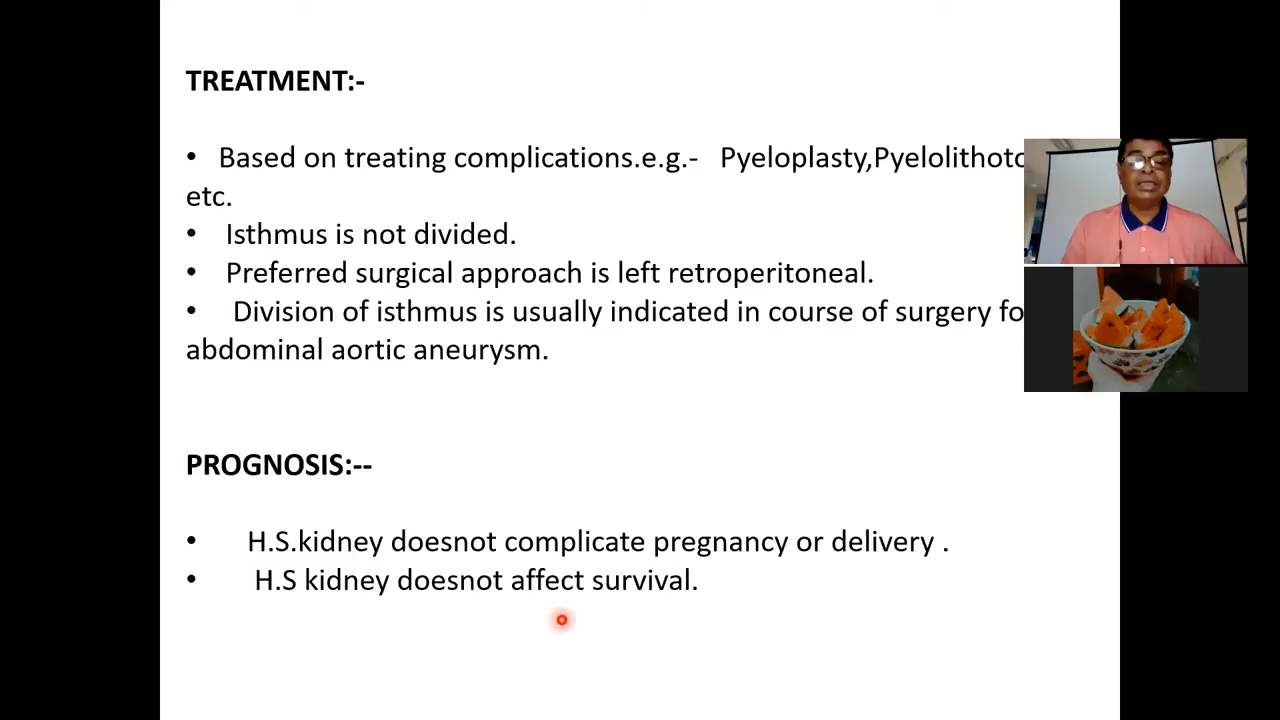 TREATMENT:-
• Based on treating complications.e.g.- Pyeloplasty,
etc.
• Isthmus is not divided.
• Preferred surgical approach is left retroperitoneal.
• Division of isthmus is usually indicated in course of surgery
abdominal aortic aneurysm.
PROGNOSIS:--
• H.S.kidney doesnot complicate pregnancy or delivery .
• H.S kidney doesnot affect survival.